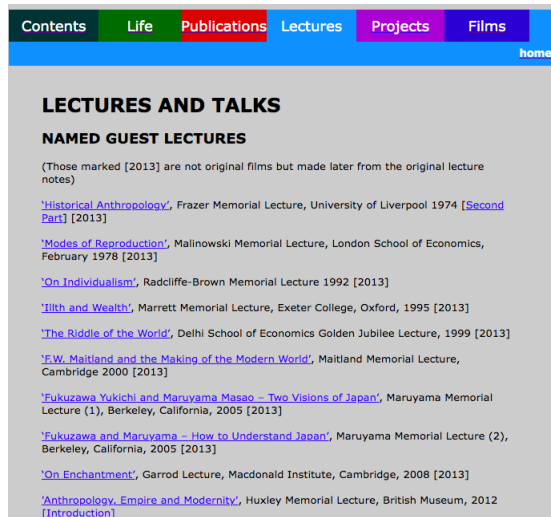 Contents Life Publications Lectures Projects Films
home
LECTURES AND TALKS
NAMED GUEST LECTURES
(Those marked [2013] are not original films but made later from the original lecture
notes)
‘Historical Anthropology’, Frazer Memorial Lecture, University of Liverpool 1974 [Second
Part] [2013]
‘Modes of Reproduction’, Malinowski Memorial Lecture, London School of Economics,
February 1978 [2013]
‘On Individualism’, Radcliffe-Brown Memorial Lecture 1992 [2013]
‘Illth and Wealth’, Marrett Memorial Lecture, Exeter College, Oxford, 1995 [2013]
‘The Riddle of the World’, Delhi School of Economics Golden Jubilee Lecture, 1999 [2013]
‘F.W. Maitland and the Making of the Modern World’, Maitland Memorial Lecture,
Cambridge 2000 [2013]
‘Fukuzawa Yukichi and Maruyama Masao – Two Visions of Japan’, Maruyama Memorial
Lecture (1), Berkeley, California, 2005 [2013]
‘Fukuzawa and Maruyama – How to Understand Japan’, Maruyama Memorial Lecture (2),
Berkeley, California, 2005 [2013]
‘On Enchantment’, Garrod Lecture, Macdonald Institute, Cambridge, 2008 [2013]
'Anthropology, Empire and Modernity', Huxley Memorial Lecture, British Museum, 2012
[Introduction]